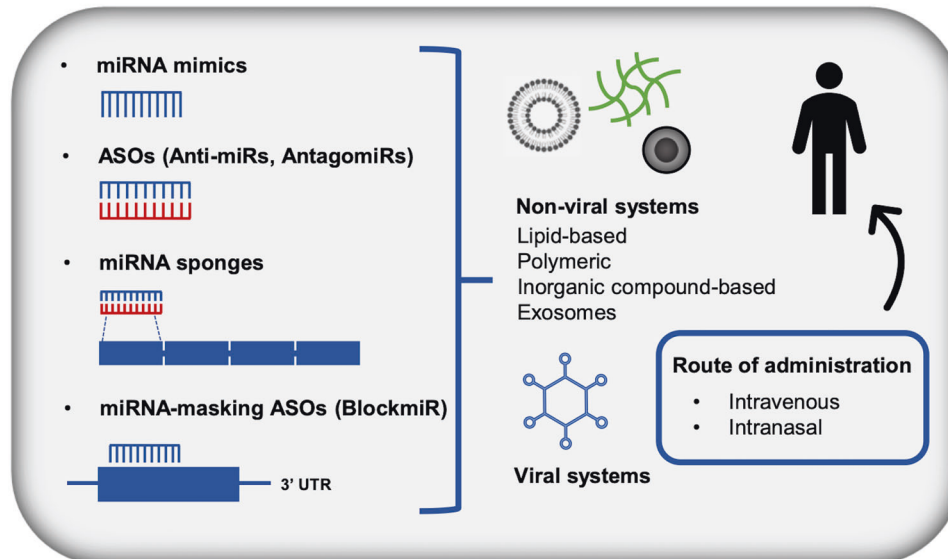 miRNA mimics
ASOs (Anti-miRs, AntagomiRs)
miRNA sponges
miRNA-masking ASOs (BlockmiR)
3’ UTR
Non-viral systems
Lipid-based
Polymeric
Inorganic compound-based
Exosomes
Viral systems
Route of administration
• Intravenous
• Intranasal